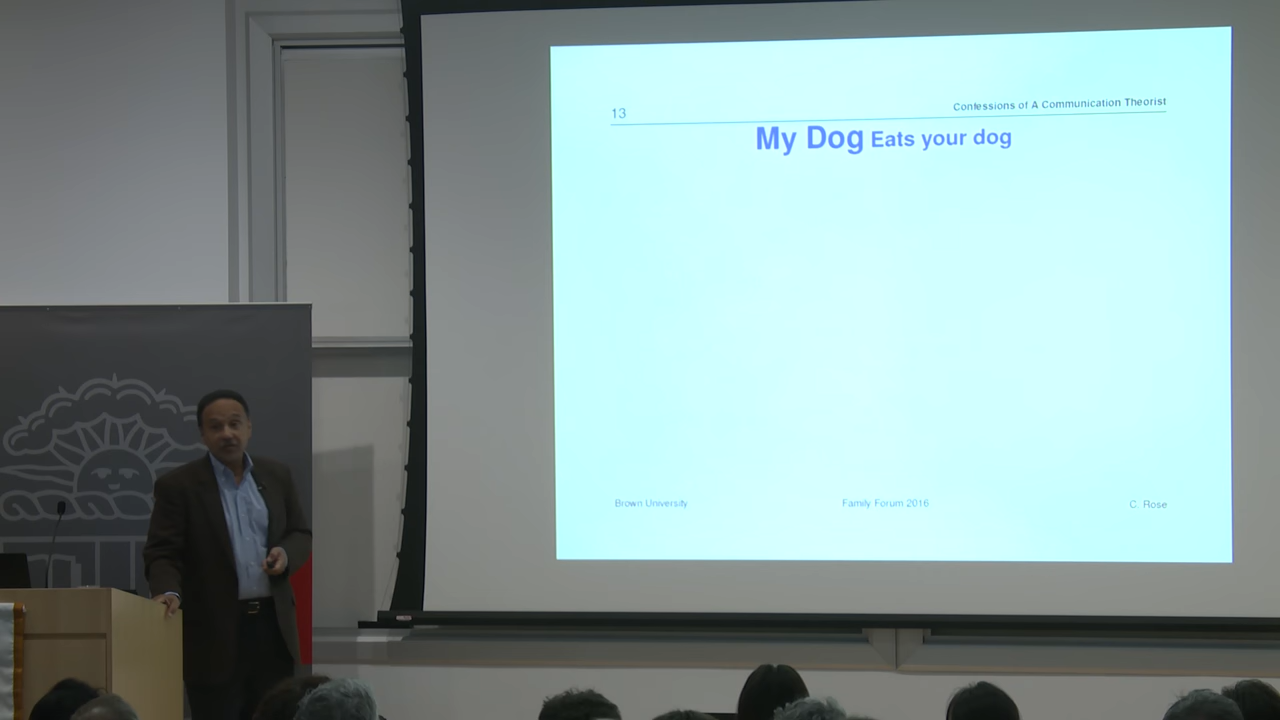 13 Confessions of A Communication Theorist
My Dog Eats your dog
Brown University Family Forum 2016 C. Rose